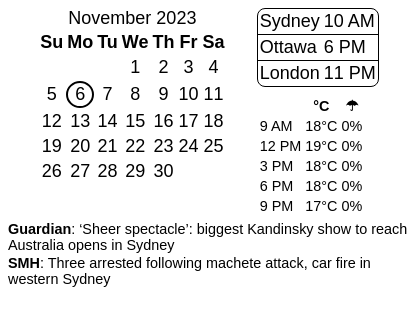 November 2023
Su Mo Tu We Th Fr Sa
1 2 3 4
5 6 7 8 9 10 11
12 13 14 15 16 17 18
19 20 21 22 23 24 25
26 27 28 29 30
Sydney 10 AM
Ottawa 6 PM
London 11 PM
°C ☂
9 AM 18°C 0%
12 PM 19°C 0%
3 PM 18°C 0%
6 PM 18°C 0%
9 PM 17°C 0%
Guardian: ‘Sheer spectacle’: biggest Kandinsky show to reach
Australia opens in Sydney
SMH: Three arrested following machete attack, car fire in
western Sydney